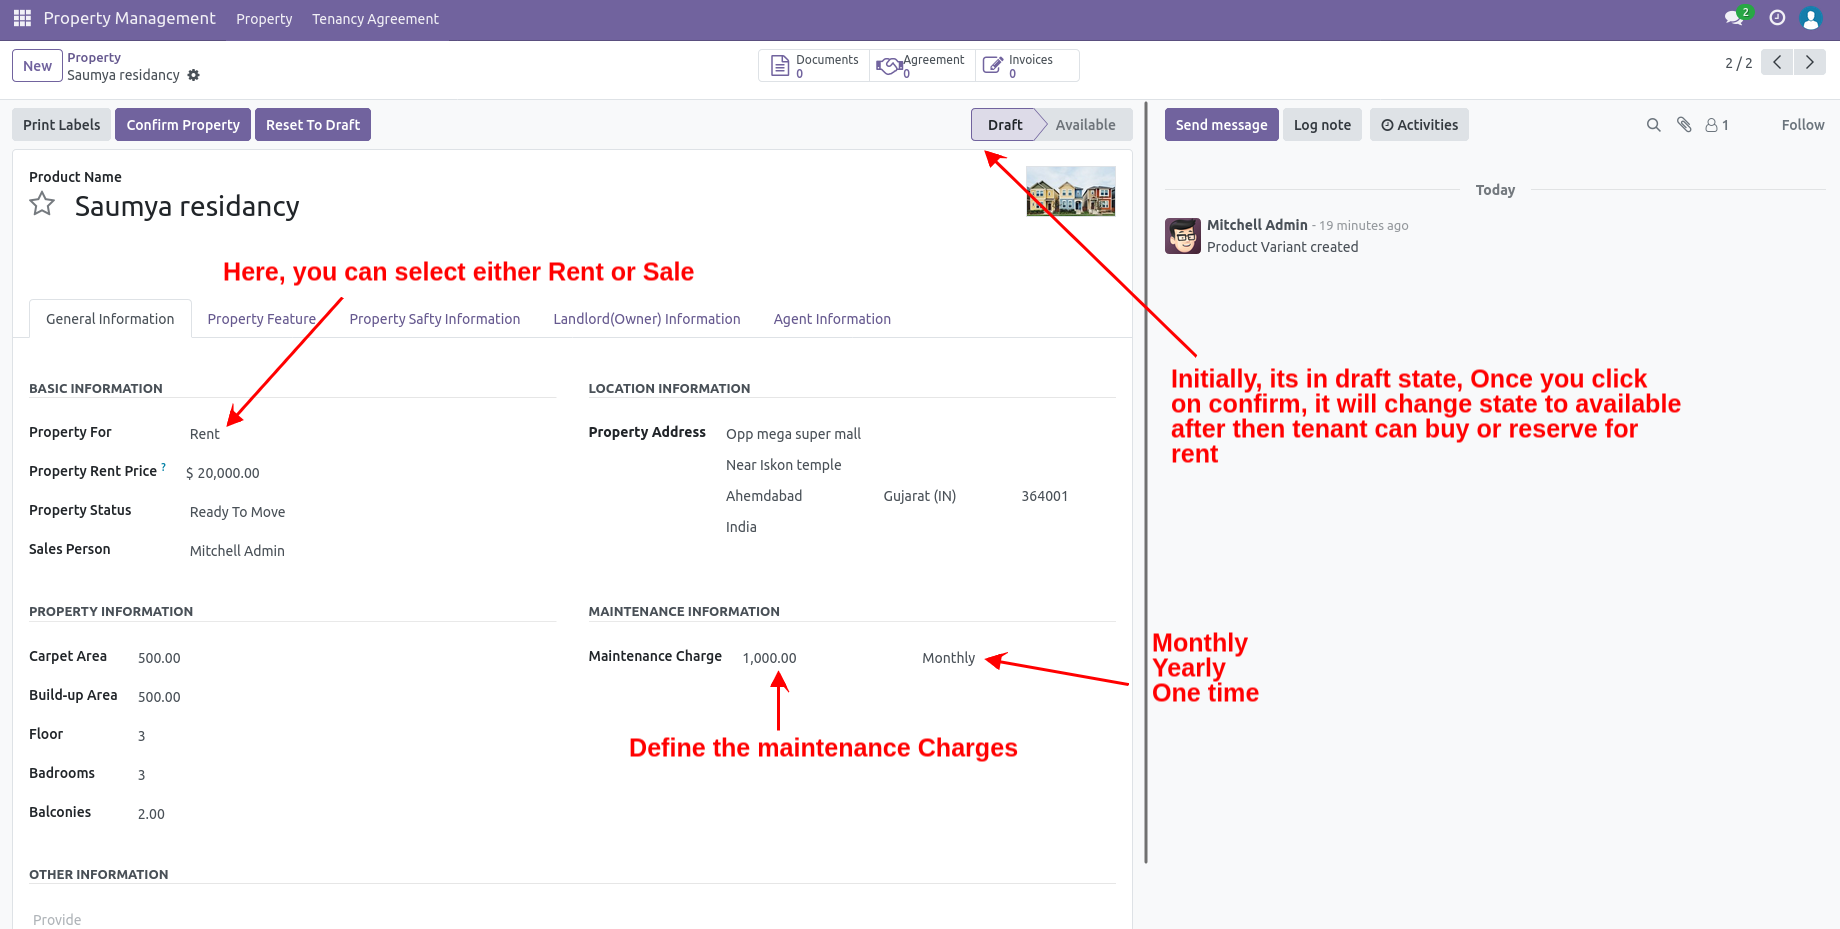 Property Management Property Tenancy Agreement 2
New Property
Saumya residancy
Documents 0
Agreement 0
Invoices 0
2 / 2
Print Labels Confirm Property Reset To Draft Draft Available
Send message Log note Activities 1 Follow
Product Name
Saumya residancy
Today
Mitchell Admin - 19 minutes ago
Product Variant created
Here, you can select either Rent or Sale
General Information Property Feature Property Safty Information Landlord(Owner) Information Agent Information
Initially, its in draft state, Once you click
on confirm, it will change state to available
after then tenant can buy or reserve for
rent
BASIC INFORMATION
Property For Rent
Property Rent Price ? $ 20,000.00
Property Status Ready To Move
Sales Person Mitchell Admin
LOCATION INFORMATION
Property Address Opp mega super mall
Near Iskon temple
Ahemdabad Gujarat (IN) 364001
India
PROPERTY INFORMATION
Carpet Area 500.00
Build-up Area 500.00
Floor 3
Badrooms 3
Balconies 2.00
MAINTENANCE INFORMATION
Maintenance Charge 1,000.00 Monthly
Monthly
Yearly
One time
Define the maintenance Charges
OTHER INFORMATION
Provide